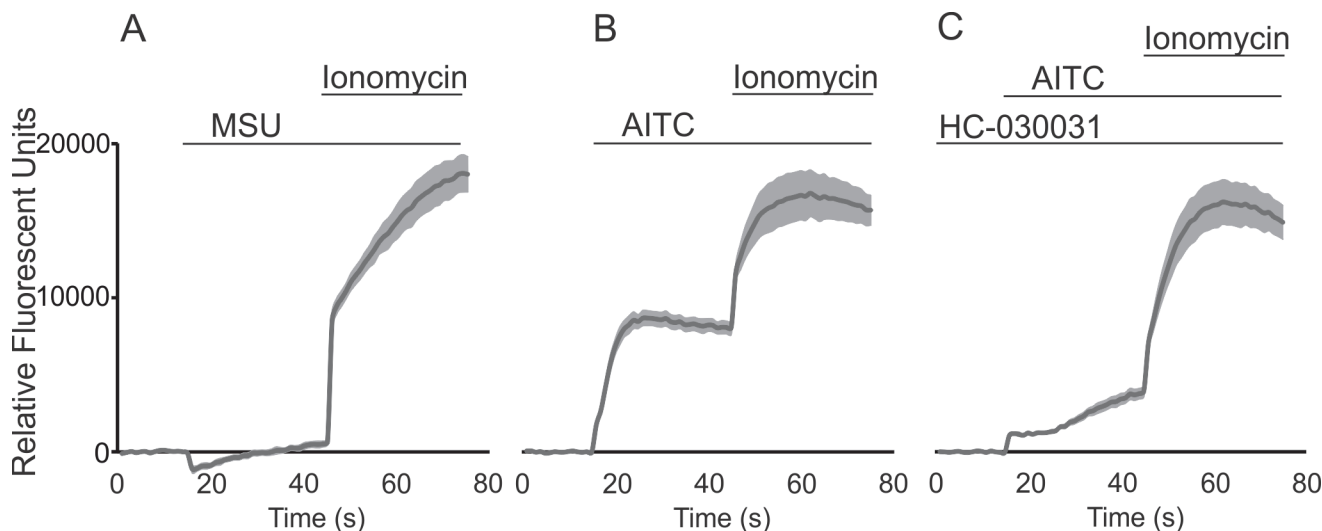 A
B
C
Ionomycin
Ionomycin
Ionomycin
MSU
AITC
AITC
HC-030031
Relative Fluorescent Units
20000
10000
0
0 20 40 60 80
0 20 40 60 80
0 20 40 60 80
Time (s)
Time (s)
Time (s)